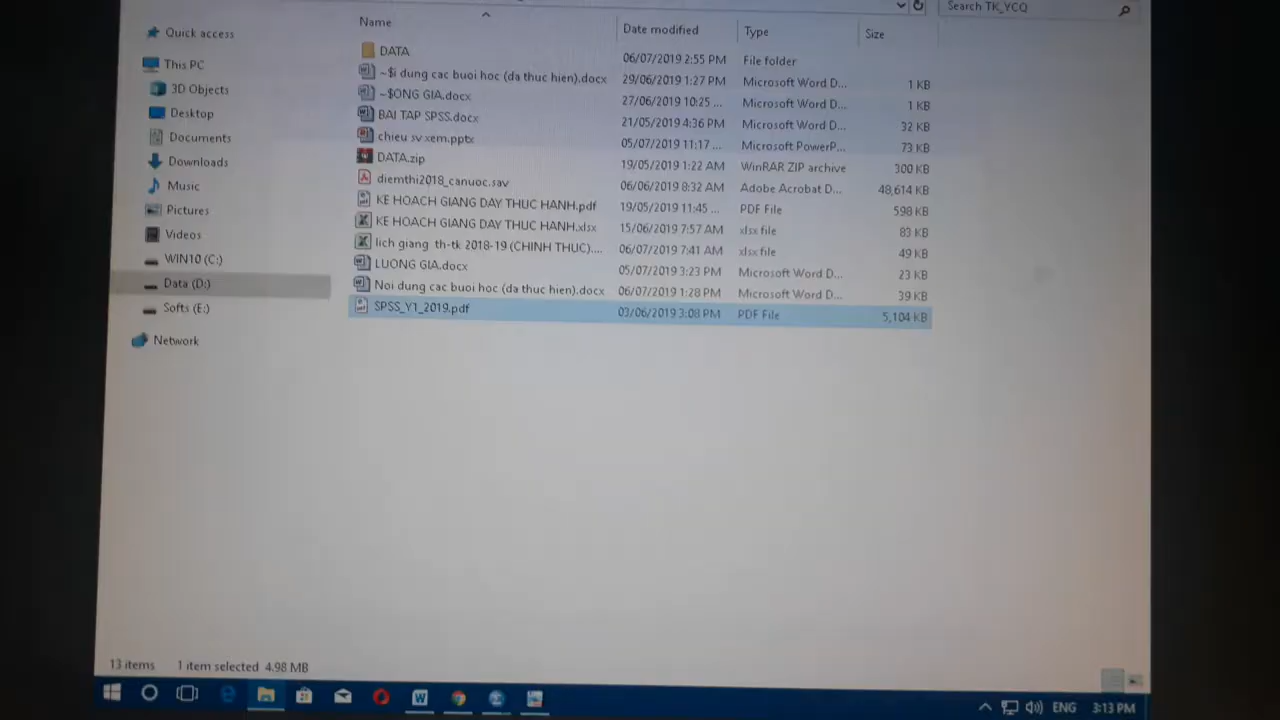 Search TK_YCQ
Name Date modified Type Size
Quick access
This PC
3D Objects
Desktop
Documents
Downloads
Music
Pictures
Videos
WIN10 (C:)
Data (D:)
Softs (E:)
Network
DATA 06/07/2019 2:55 PM File folder
~$i dung cac buoi hoc (da thuc hien).docx 29/06/2019 1:27 PM Microsoft Word D... 1 KB
~$ONG GIA.docx 27/06/2019 10:25 ... Microsoft Word D... 1 KB
BAI TAP SPSS.docx 21/05/2019 4:36 PM Microsoft Word D... 32 KB
chieu sv xem.pptx 05/07/2019 11:17 ... Microsoft PowerP... 73 KB
DATA.zip 19/05/2019 1:22 AM WinRAR ZIP archive 300 KB
diemthi2018_canuoc.sav 06/06/2019 8:32 AM Adobe Acrobat D... 48,614 KB
KE HOACH GIANG DAY THUC HANH.pdf 19/05/2019 11:45 ... PDF File 598 KB
KE HOACH GIANG DAY THUC HANH.xlsx 15/06/2019 7:57 AM xlsx file 83 KB
lich giang th-tk 2018-19 (CHINH THUC).... 06/07/2019 7:41 AM xlsx file 49 KB
LUONG GIA.docx 05/07/2019 3:23 PM Microsoft Word D... 23 KB
Noi dung cac buoi hoc (da thuc hien).docx 06/07/2019 1:28 PM Microsoft Word D... 39 KB
SPSS_Y1_2019.pdf 03/06/2019 3:08 PM PDF File 5,104 KB
13 items 1 item selected 4.98 MB
ENG 3:13 PM